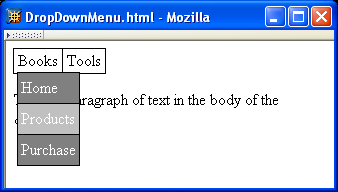 DropDownMenu.html - Mozilla
Books Tools
Home
aragraph of text in the body of the
Products
Purchase